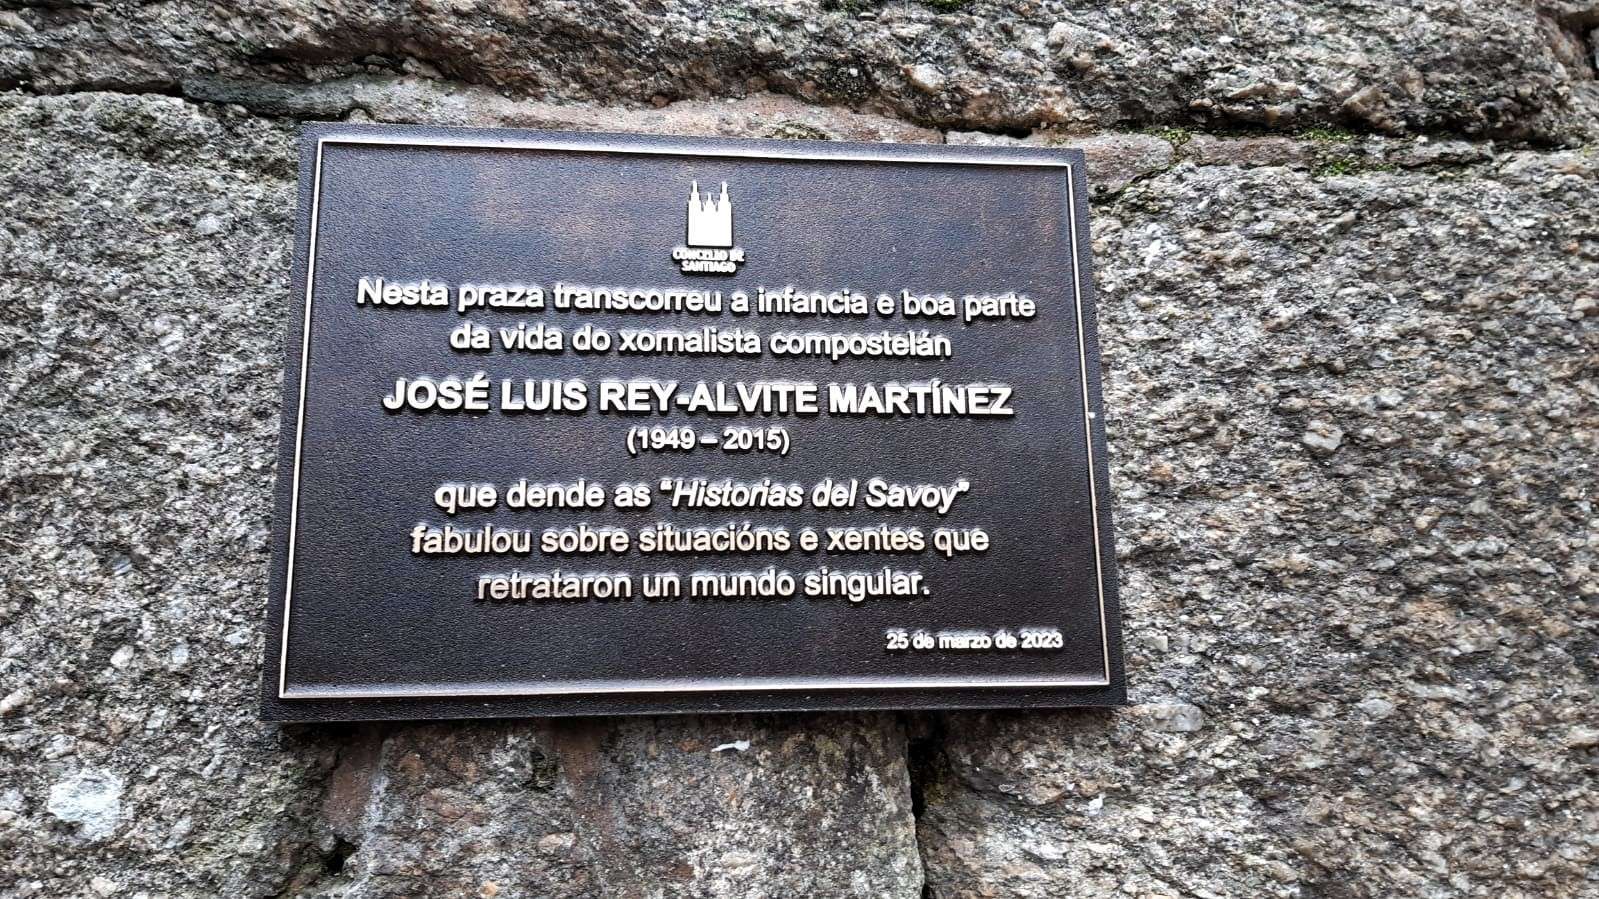 CONCELLO DE
SANTIAGO
Nesta praza transcorreu a infancia e boa parte
da vida do xornalista compostelán
JOSÉ LUIS REY-ALVITE MARTÍNEZ
(1949 – 2015)
que dende as “Historias del Savoy”
fabulou sobre situacións e xentes que
retrataron un mundo singular.
25 de marzo de 2023